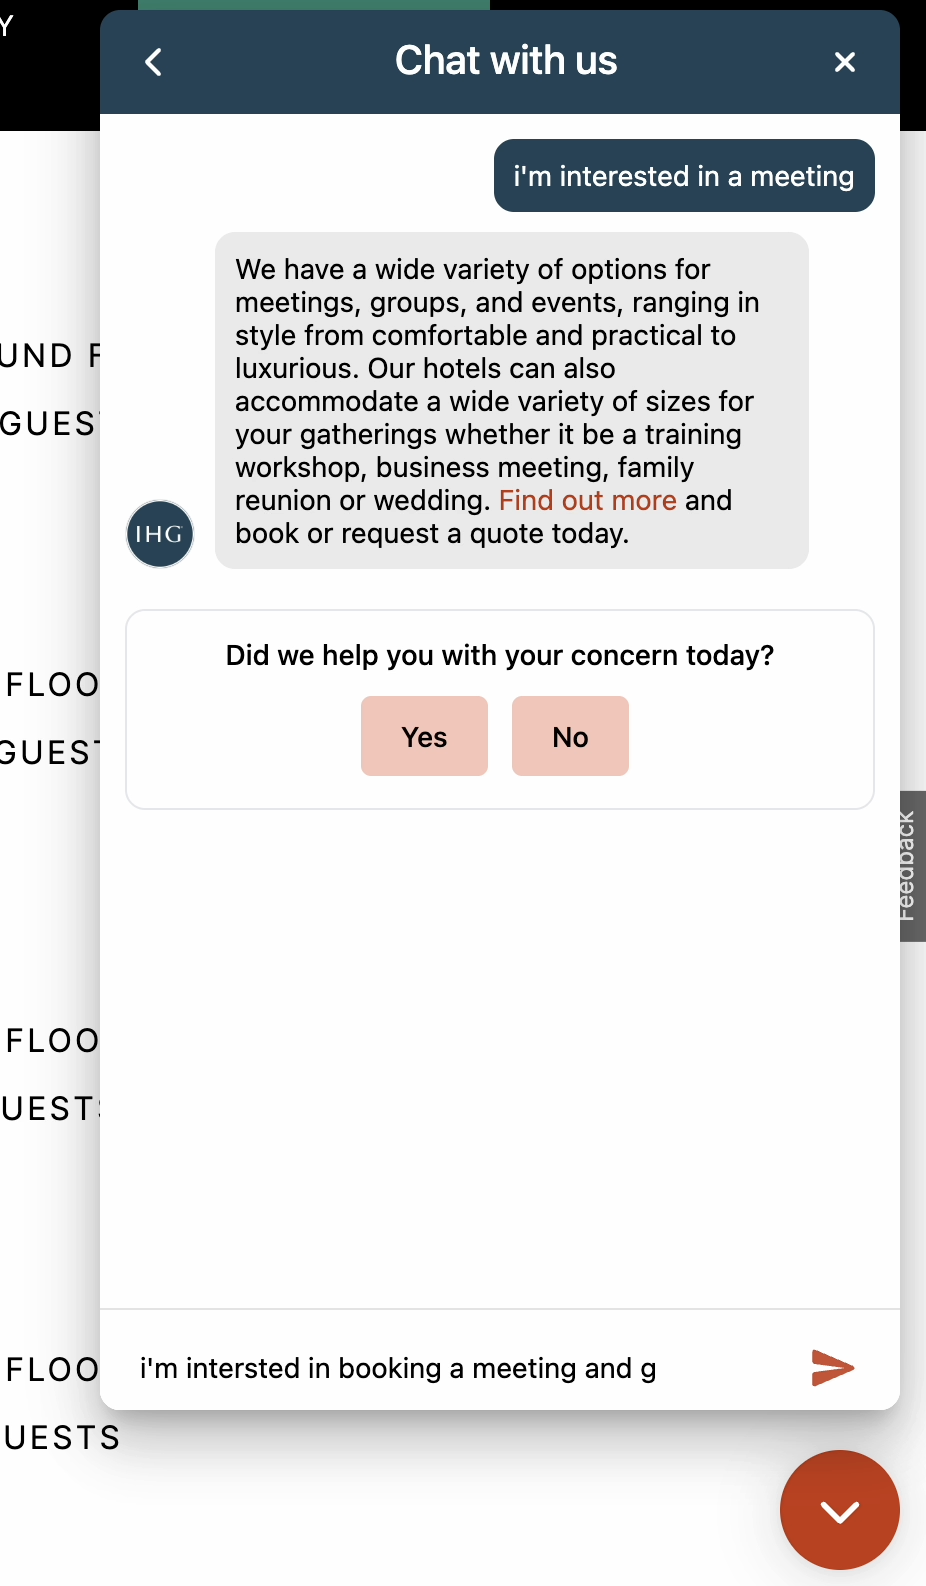 Y
Chat with us
i'm interested in a meeting
We have a wide variety of options for
meetings, groups, and events, ranging in
style from comfortable and practical to
luxurious. Our hotels can also
accommodate a wide variety of sizes for
your gatherings whether it be a training
workshop, business meeting, family
reunion or wedding. Find out more and
book or request a quote today.
IHG
Did we help you with your concern today?
Yes
No
UND F
GUEST
FLOO
GUEST
Feedback
FLOO
UESTS
FLOO
UESTS
i'm intersted in booking a meeting and g